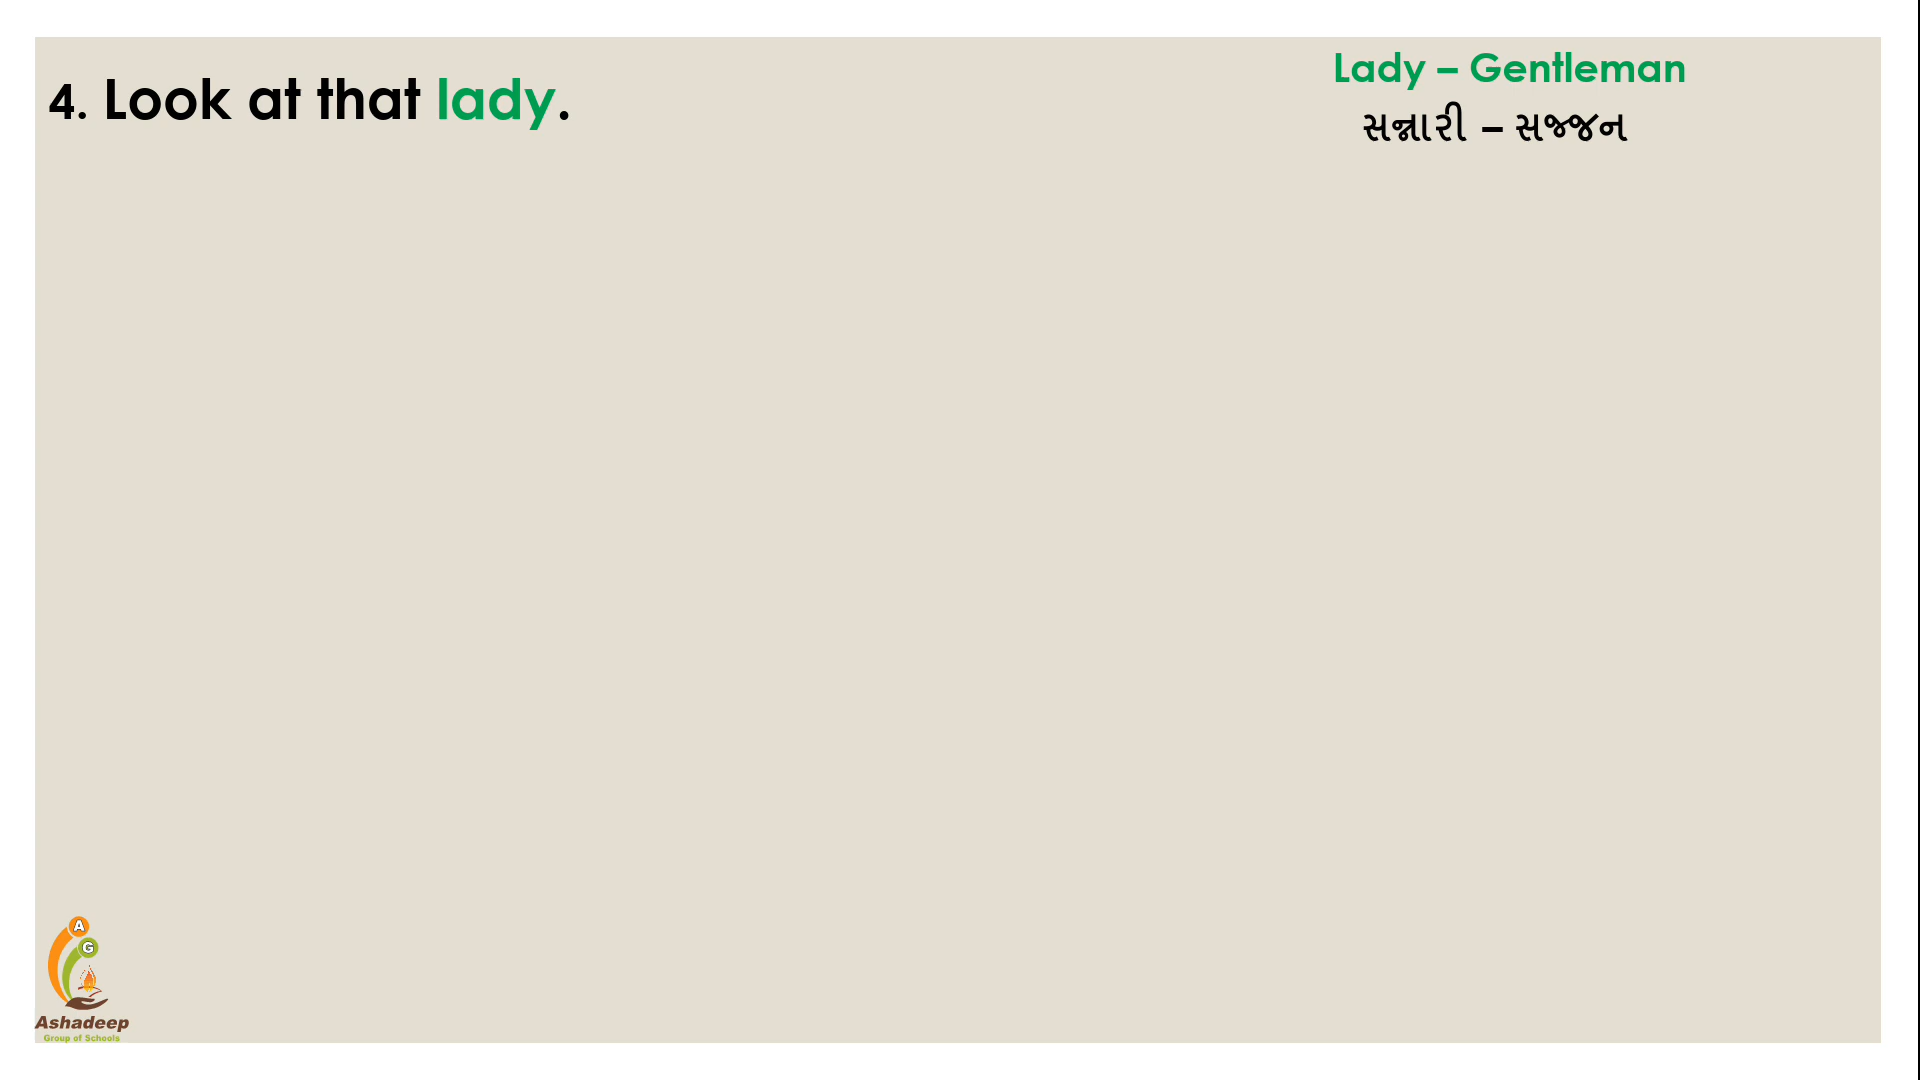 4. Look at that lady.
Lady – Gentleman
સન્નારી – સજ્જન
A
G
Ashadeep
Group of Schools